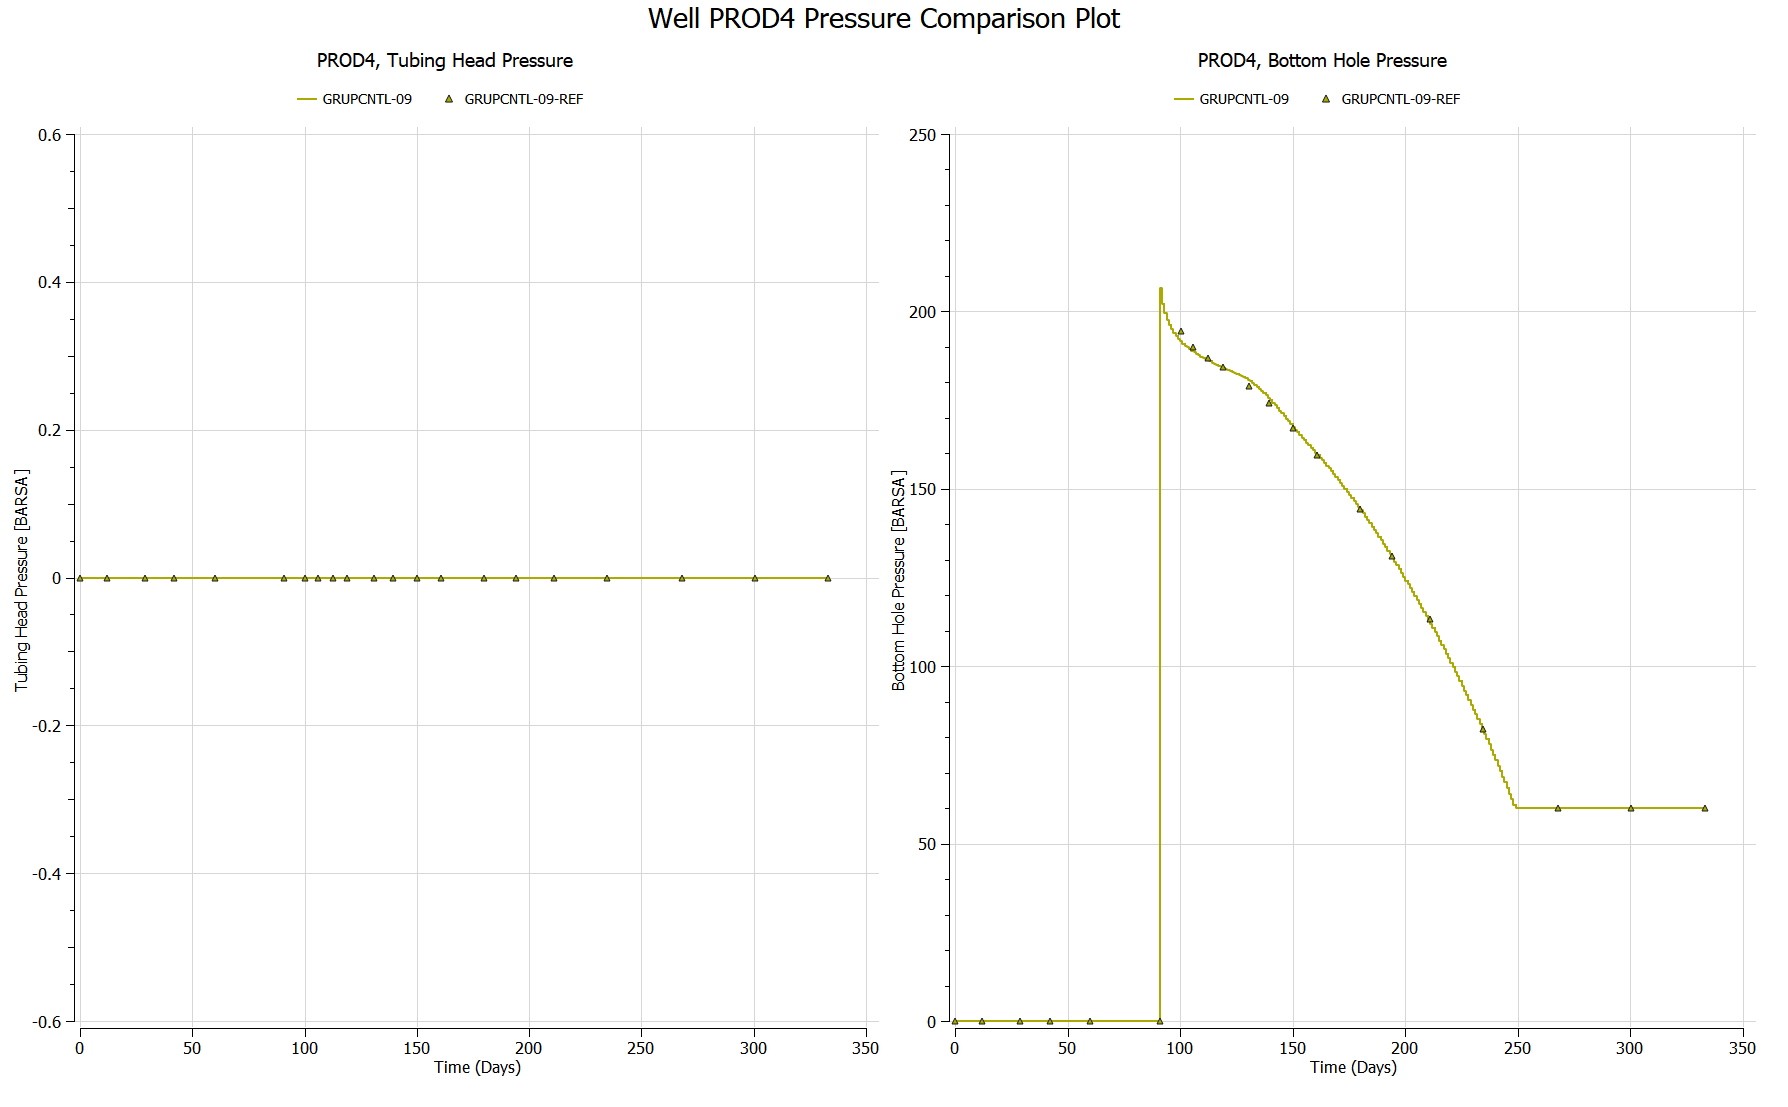 Well PROD4 Pressure Comparison Plot
PROD4, Tubing Head Pressure
GRUPCNTL-09 GRUPCNTL-09-REF
0.6
0.4
0.2
0
-0.2
-0.4
-0.6
Tubing Head Pressure [BARSA]
0 50 100 150 200 250 300 350
Time (Days)
PROD4, Bottom Hole Pressure
GRUPCNTL-09 GRUPCNTL-09-REF
250
200
150
100
50
0
Bottom Hole Pressure [BARSA]
0 50 100 150 200 250 300 350
Time (Days)